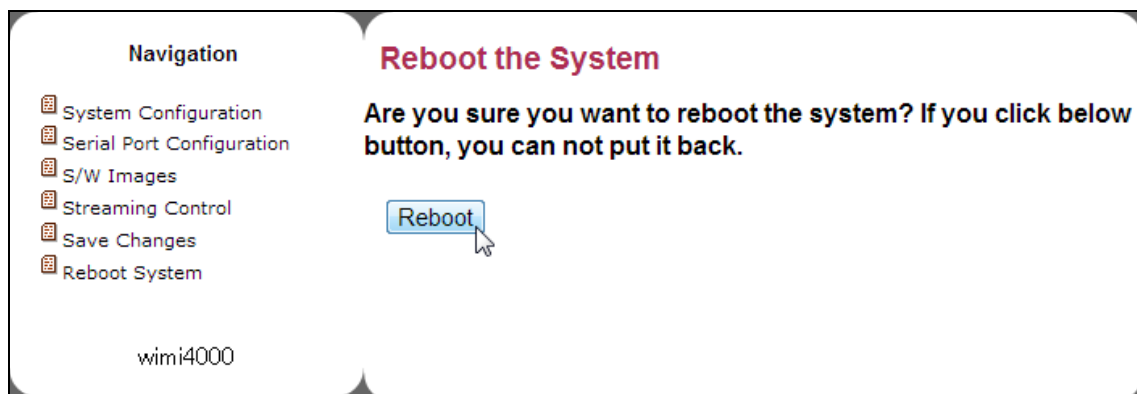 Navigation
System Configuration
Serial Port Configuration
S/W Images
Streaming Control
Save Changes
Reboot System
wimi4000
Reboot the System
Are you sure you want to reboot the system? If you click below
button, you can not put it back.
Reboot